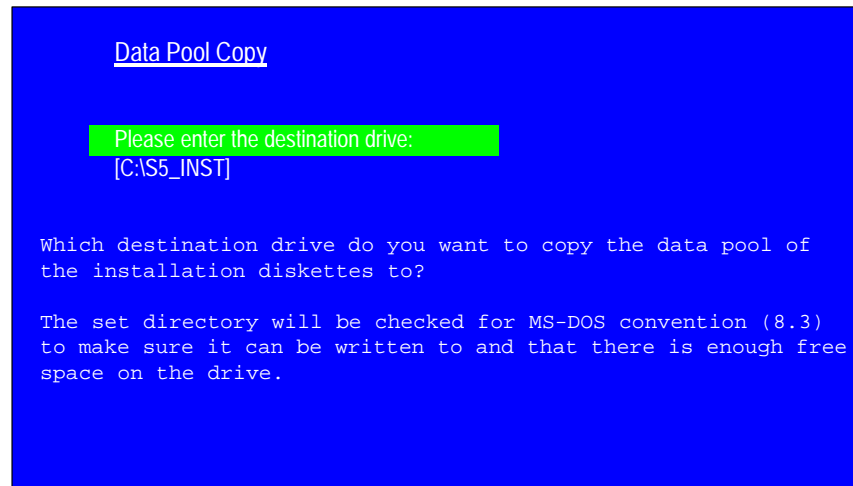 Data Pool Copy
Please enter the destination drive:
[C:\S5_INST]
Which destination drive do you want to copy the data pool of
the installation diskettes to?
The set directory will be checked for MS-DOS convention (8.3)
to make sure it can be written to and that there is enough free
space on the drive.